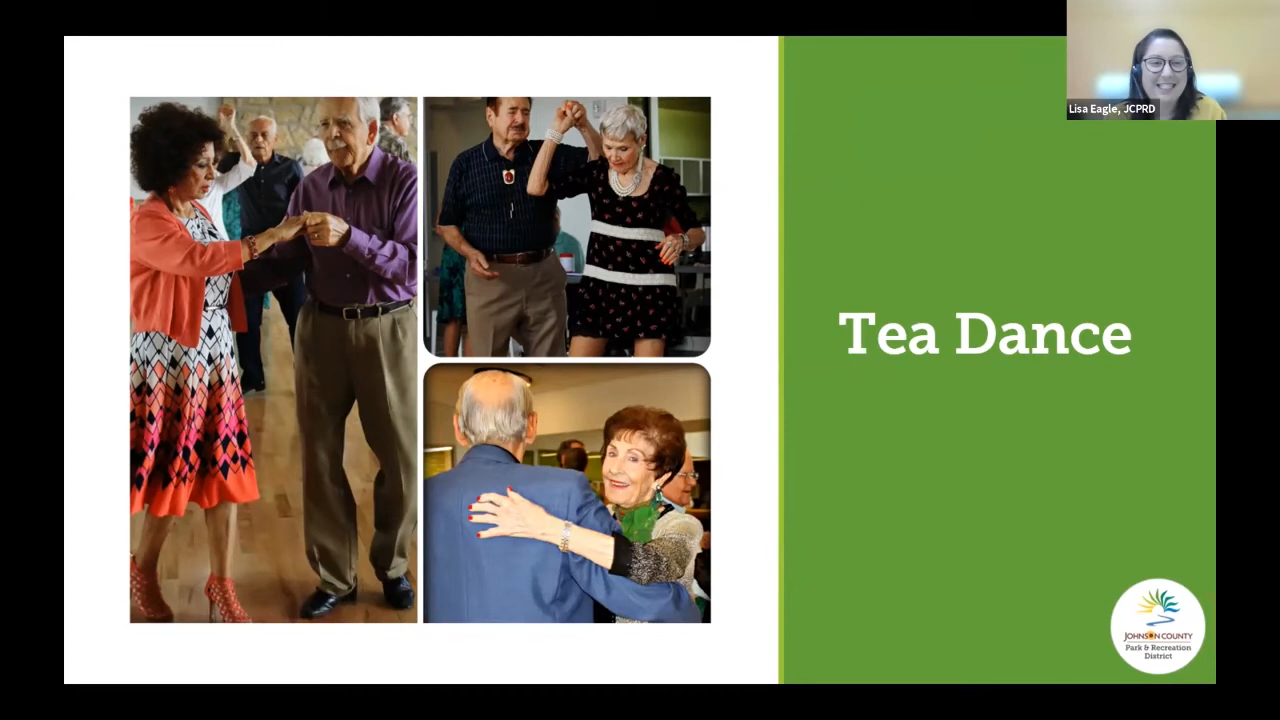 Lisa Eagle, JCPRD
Tea Dance
JOHNSON COUNTY
Park & Recreation
District